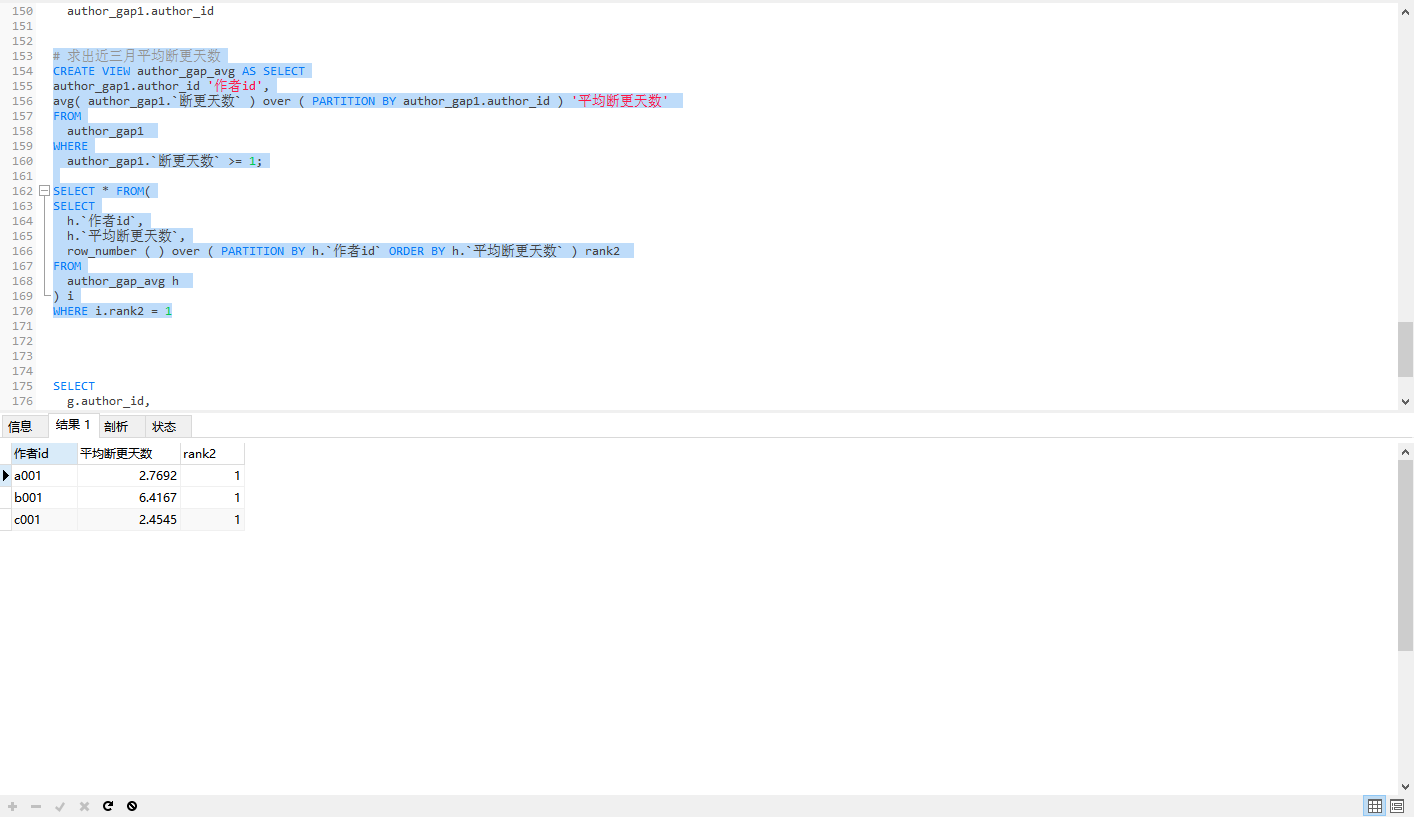 150 author_gap1.author_id
151
152
153 # 求出近三月平均断更天数
154 CREATE VIEW author_gap_avg AS SELECT
155 author_gap1.author_id '作者id',
156 avg( author_gap1.`断更天数` ) over ( PARTITION BY author_gap1.author_id ) '平均断更天数'
157 FROM
158 author_gap1
159 WHERE
160 author_gap1.`断更天数` >= 1;
161
162 SELECT * FROM(
163 SELECT
164 h.`作者id`,
165 h.`平均断更天数`,
166 row_number ( ) over ( PARTITION BY h.`作者id` ORDER BY h.`平均断更天数` ) rank2
167 FROM
168 author_gap_avg h
169 ) i
170 WHERE i.rank2 = 1
171
172
173
174
175 SELECT
176 g.author_id,
信息 结果 1 剖析 状态
作者id 平均断更天数 rank2
a001 2.7692 1
b001 6.4167 1
c001 2.4545 1